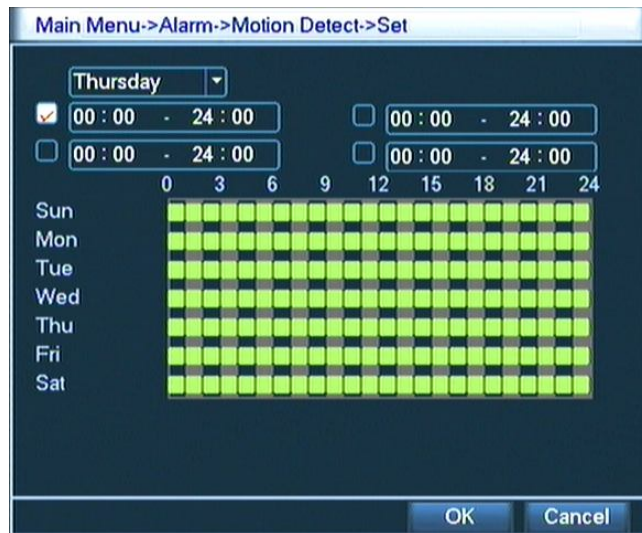 Main Menu->Alarm->Motion Detect->Set
Thursday
00 : 00 - 24 : 00 00 : 00 - 24 : 00
00 : 00 - 24 : 00 00 : 00 - 24 : 00
0 3 6 9 12 15 18 21 24
Sun
Mon
Tue
Wed
Thu
Fri
Sat
OK Cancel